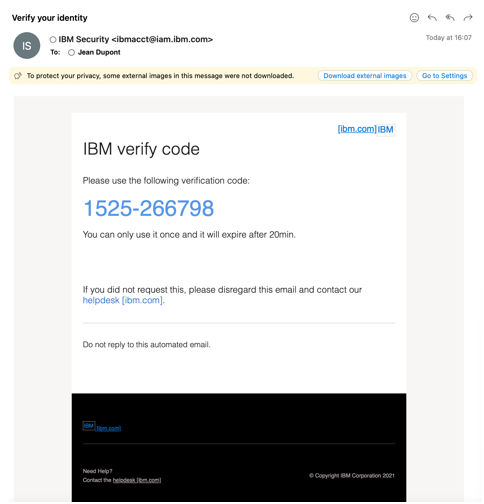 Verify your identity
IS
IBM Security <ibmacct@iam.ibm.com>
Today at 16:07
To: Jean Dupont
To protect your privacy, some external images in this message were not downloaded.
Download external images
Go to Settings
[ibm.com]IBM
IBM verify code
Please use the following verification code:
1525-266798
You can only use it once and it will expire after 20min.
If you did not request this, please disregard this email and contact our
helpdesk [ibm.com].
Do not reply to this automated email.
IBM [ibm.com]
Need Help?
Contact the helpdesk [ibm.com]
© Copyright IBM Corporation 2021